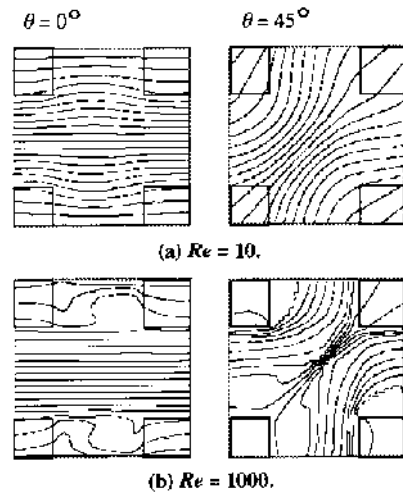 θ = 0° θ = 45°
(a) Re = 10.
(b) Re = 1000.